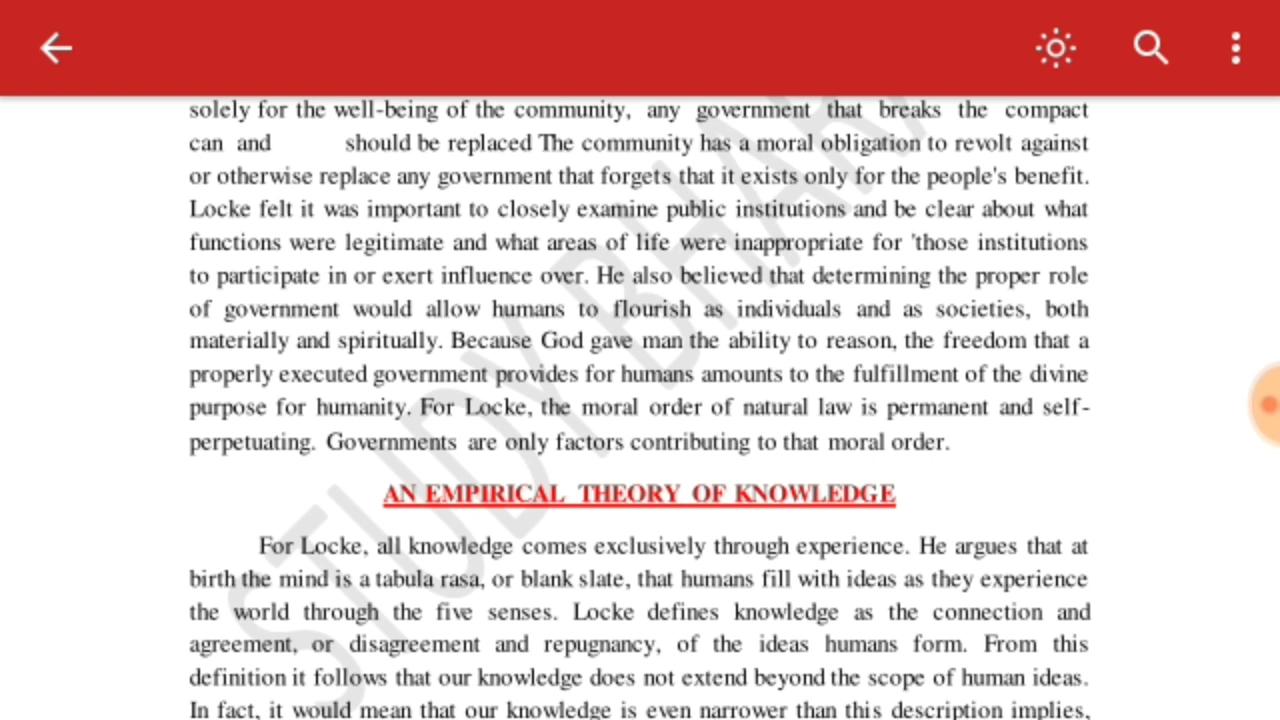 solely for the well-being of the community, any government that breaks the compact
can and should be replaced The community has a moral obligation to revolt against
or otherwise replace any government that forgets that it exists only for the people's benefit.
Locke felt it was important to closely examine public institutions and be clear about what
functions were legitimate and what areas of life were inappropriate for 'those institutions
to participate in or exert influence over. He also believed that determining the proper role
of government would allow humans to flourish as individuals and as societies, both
materially and spiritually. Because God gave man the ability to reason, the freedom that a
properly executed government provides for humans amounts to the fulfillment of the divine
purpose for humanity. For Locke, the moral order of natural law is permanent and self-
perpetuating. Governments are only factors contributing to that moral order.
AN EMPIRICAL THEORY OF KNOWLEDGE
For Locke, all knowledge comes exclusively through experience. He argues that at
birth the mind is a tabula rasa, or blank slate, that humans fill with ideas as they experience
the world through the five senses. Locke defines knowledge as the connection and
agreement, or disagreement and repugnancy, of the ideas humans form. From this
definition it follows that our knowledge does not extend beyond the scope of human ideas.
In fact, it would mean that our knowledge is even narrower than this description implies,
STUDY BHAR